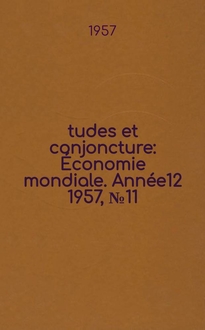 1957
tudes et
conjoncture:
Économie
mondiale. Année12
1957, №11